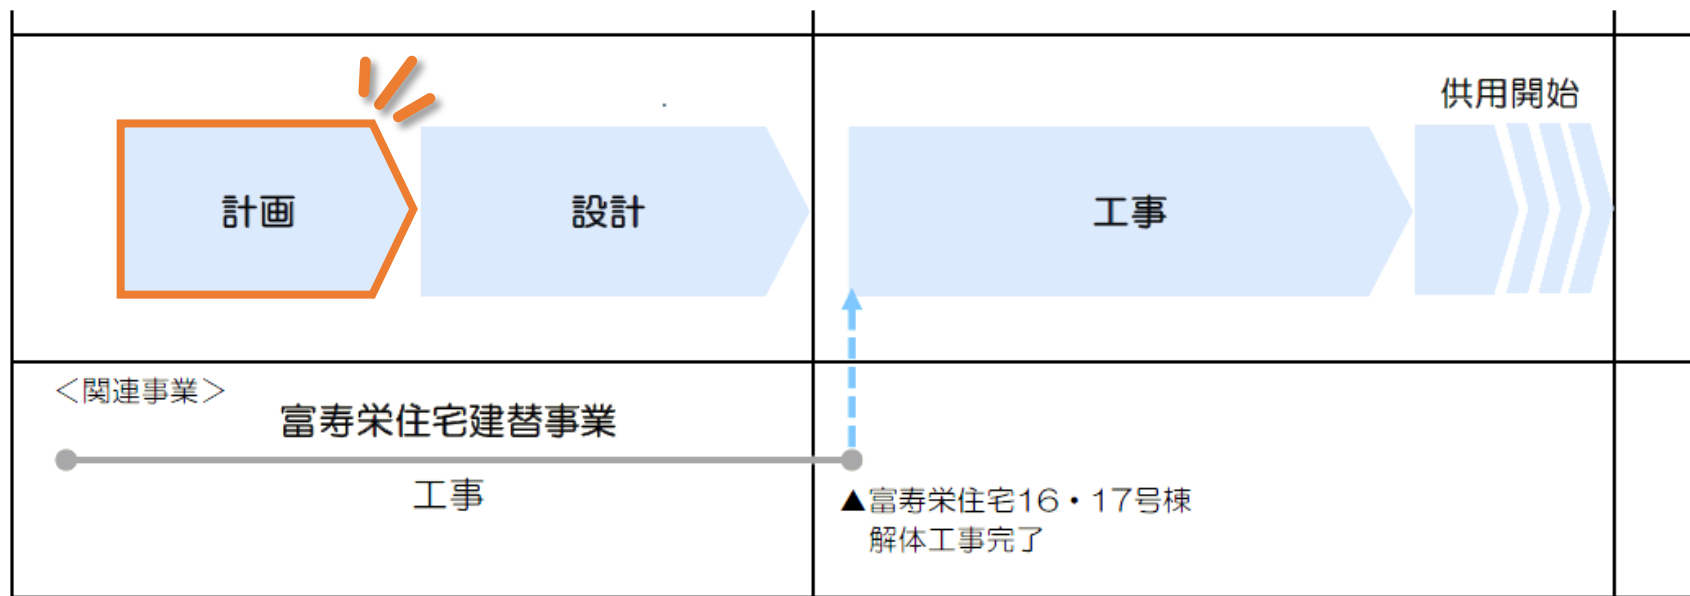 供用開始
計画
設計
工事
＜関連事業＞
富寿栄住宅建替事業
工事
▲富寿栄住宅16・17号棟
解体工事完了